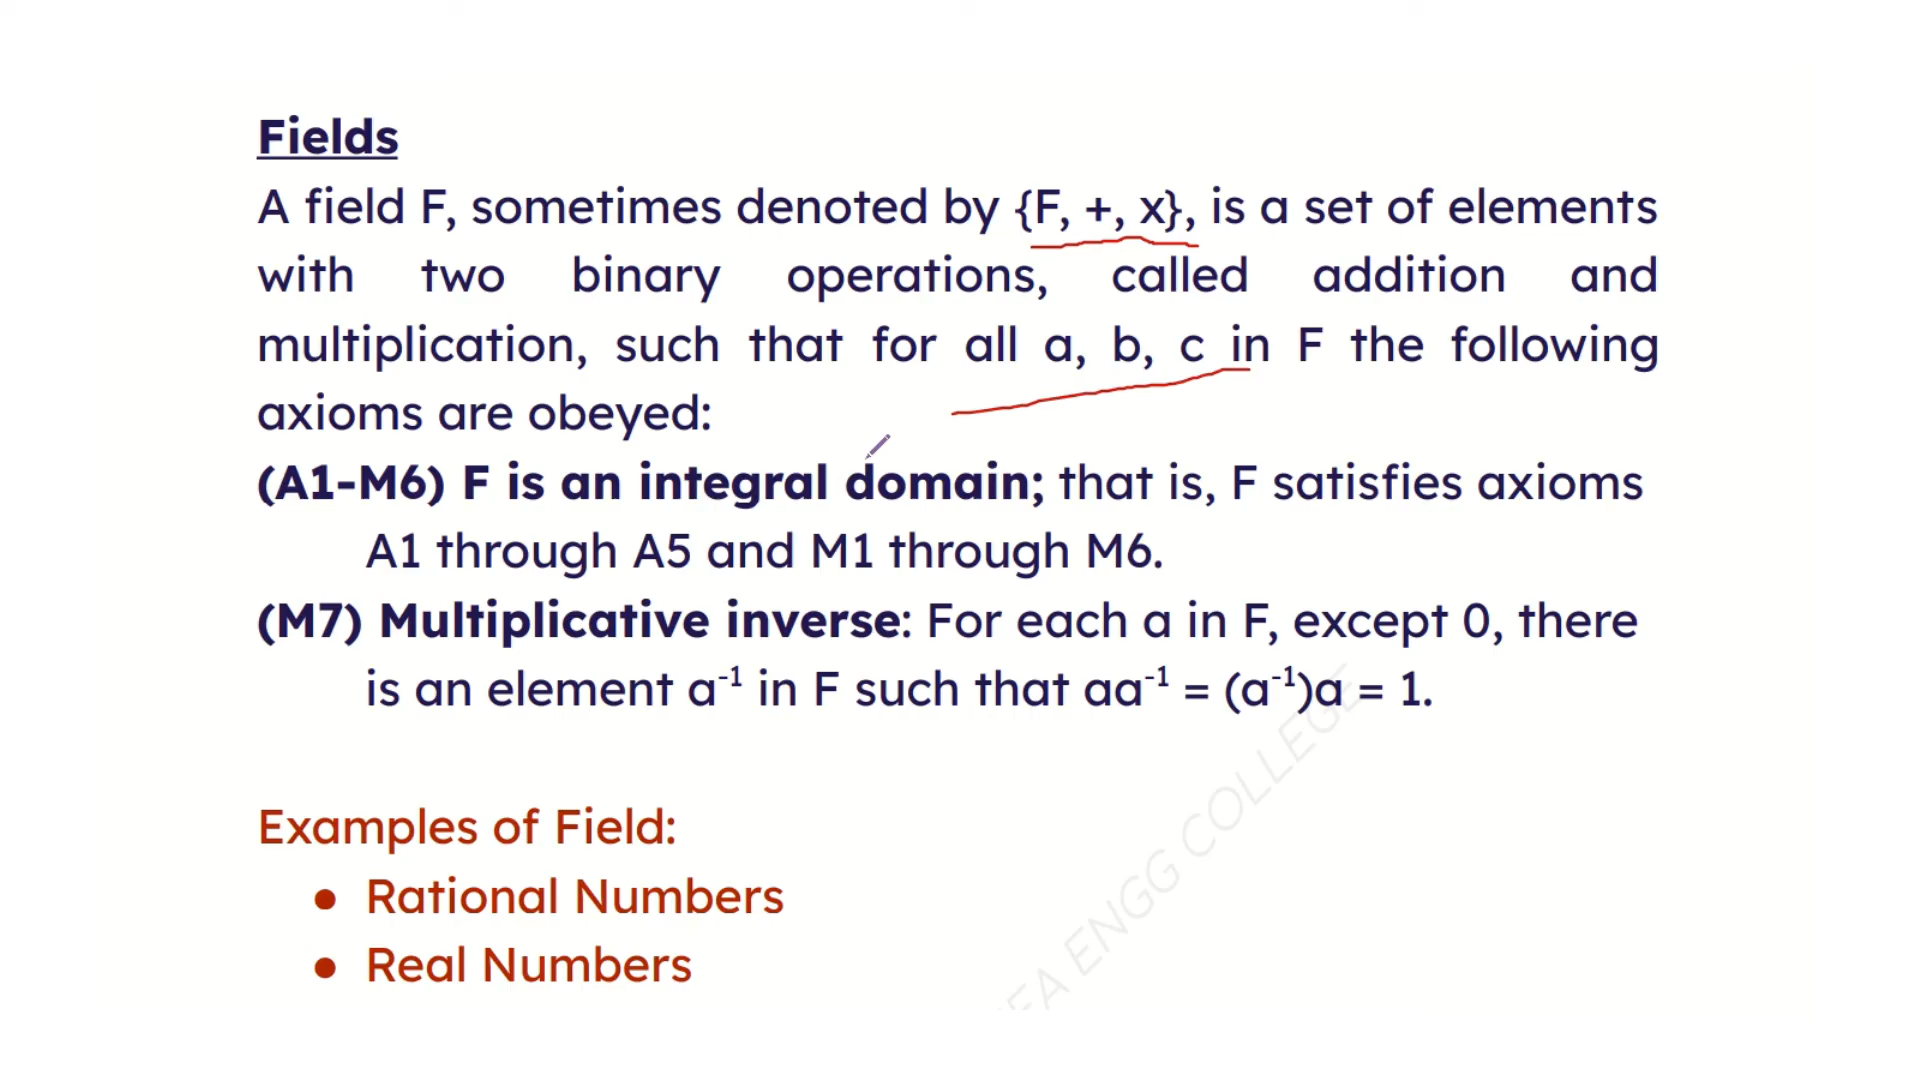 Fields
A field F, sometimes denoted by {F, +, x}, is a set of elements
with two binary operations, called addition and
multiplication, such that for all a, b, c in F the following
axioms are obeyed:
(A1-M6) F is an integral domain; that is, F satisfies axioms
A1 through A5 and M1 through M6.
(M7) Multiplicative inverse: For each a in F, except 0, there
is an element a⁻¹ in F such that aa⁻¹ = (a⁻¹)a = 1.
Examples of Field:
● Rational Numbers
● Real Numbers
ENGG COLLEGE